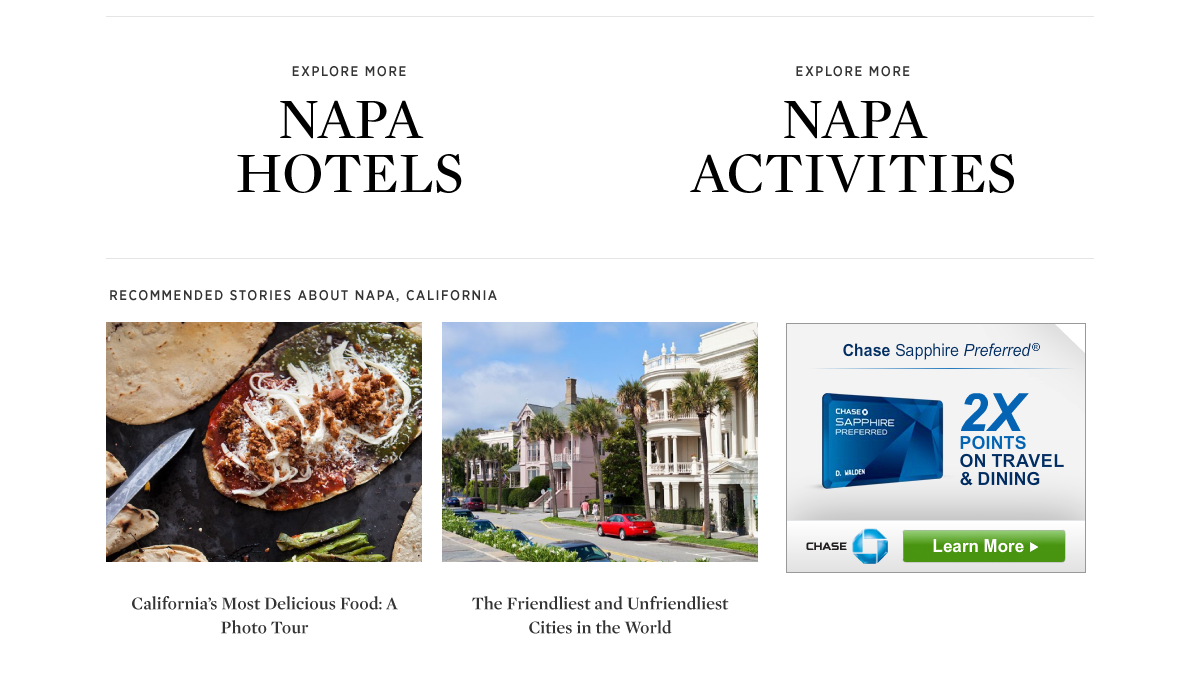 EXPLORE MORE
NAPA
HOTELS
EXPLORE MORE
NAPA
ACTIVITIES
RECOMMENDED STORIES ABOUT NAPA, CALIFORNIA
California’s Most Delicious Food: A
Photo Tour
The Friendliest and Unfriendliest
Cities in the World
Chase Sapphire Preferred®
CHASE
SAPPHIRE
PREFERRED
D. WALDEN
2X
POINTS
ON TRAVEL
& DINING
CHASE
Learn More